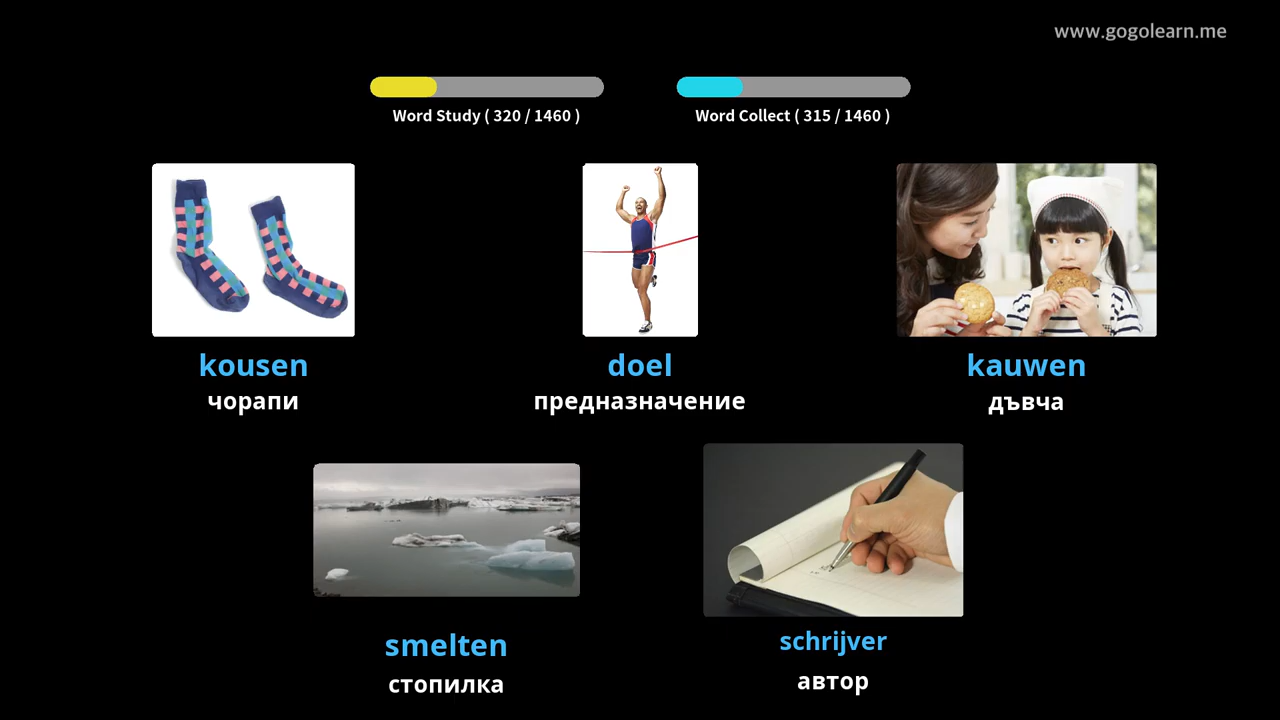 www.gogolearn.me
Word Study ( 320 / 1460 )
Word Collect ( 315 / 1460 )
kousen
чорапи
doel
предназначение
kauwen
дъвча
smelten
стопилка
schrijver
автор